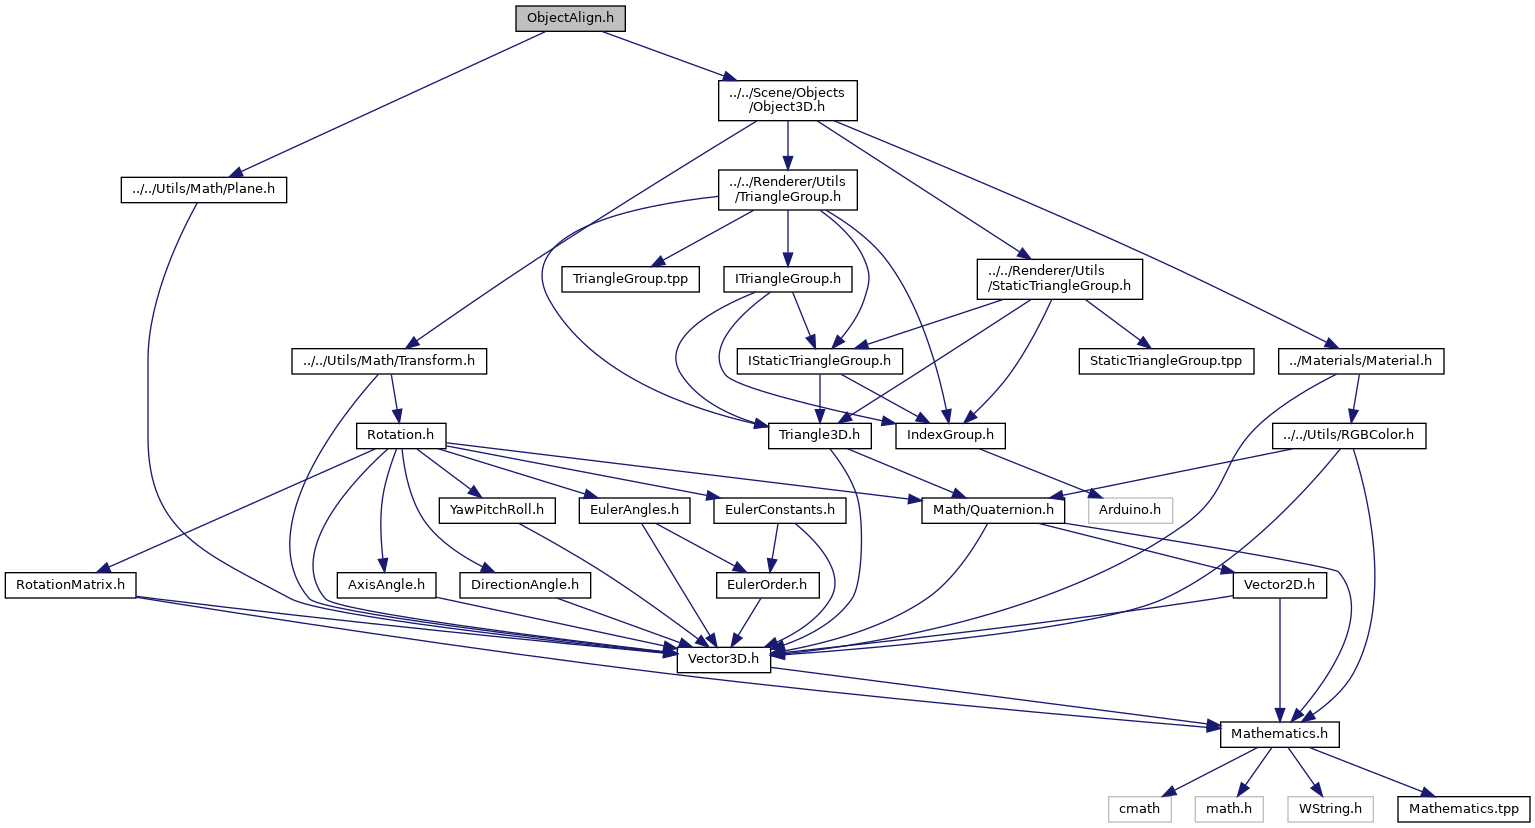 ObjectAlign.h
../../Scene/Objects
/Object3D.h
../../Utils/Math/Plane.h
../../Renderer/Utils
/TriangleGroup.h
TriangleGroup.tpp
ITriangleGroup.h
../../Renderer/Utils
/StaticTriangleGroup.h
../../Utils/Math/Transform.h
IStaticTriangleGroup.h
StaticTriangleGroup.tpp
../Materials/Material.h
Rotation.h
Triangle3D.h
IndexGroup.h
../../Utils/RGBColor.h
YawPitchRoll.h
EulerAngles.h
EulerConstants.h
Math/Quaternion.h
Arduino.h
RotationMatrix.h
AxisAngle.h
DirectionAngle.h
EulerOrder.h
Vector2D.h
Vector3D.h
Mathematics.h
cmath
math.h
WString.h
Mathematics.tpp